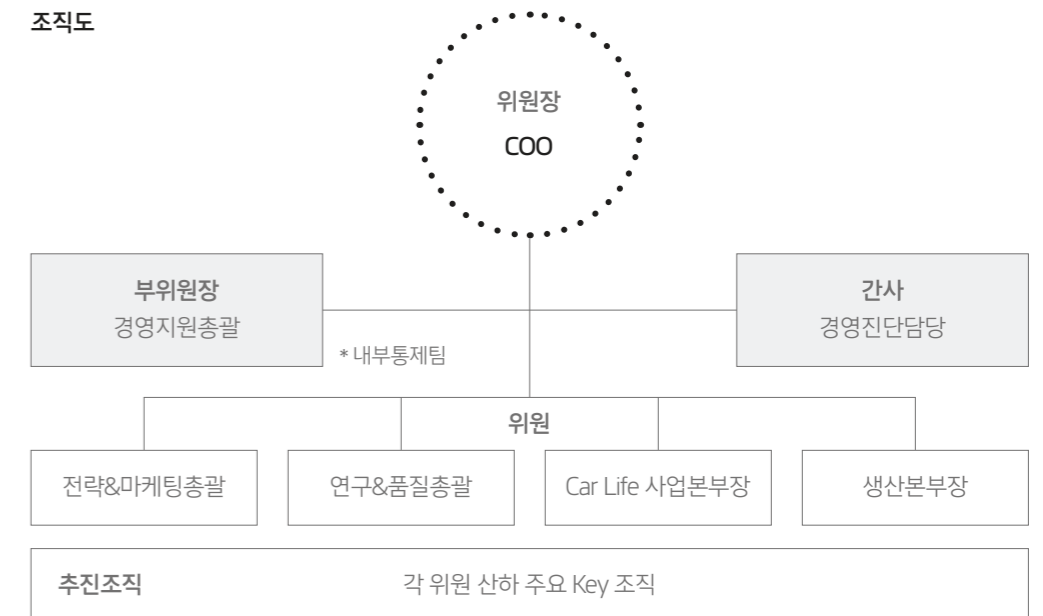 조직도
위원장
COO
부위원장
경영지원총괄
간사
경영진단담당
* 내부통제팀
위원
전략&마케팅총괄
연구&품질총괄
Car Life 사업본부장
생산본부장
추진조직
각 위원 산하 주요 Key 조직